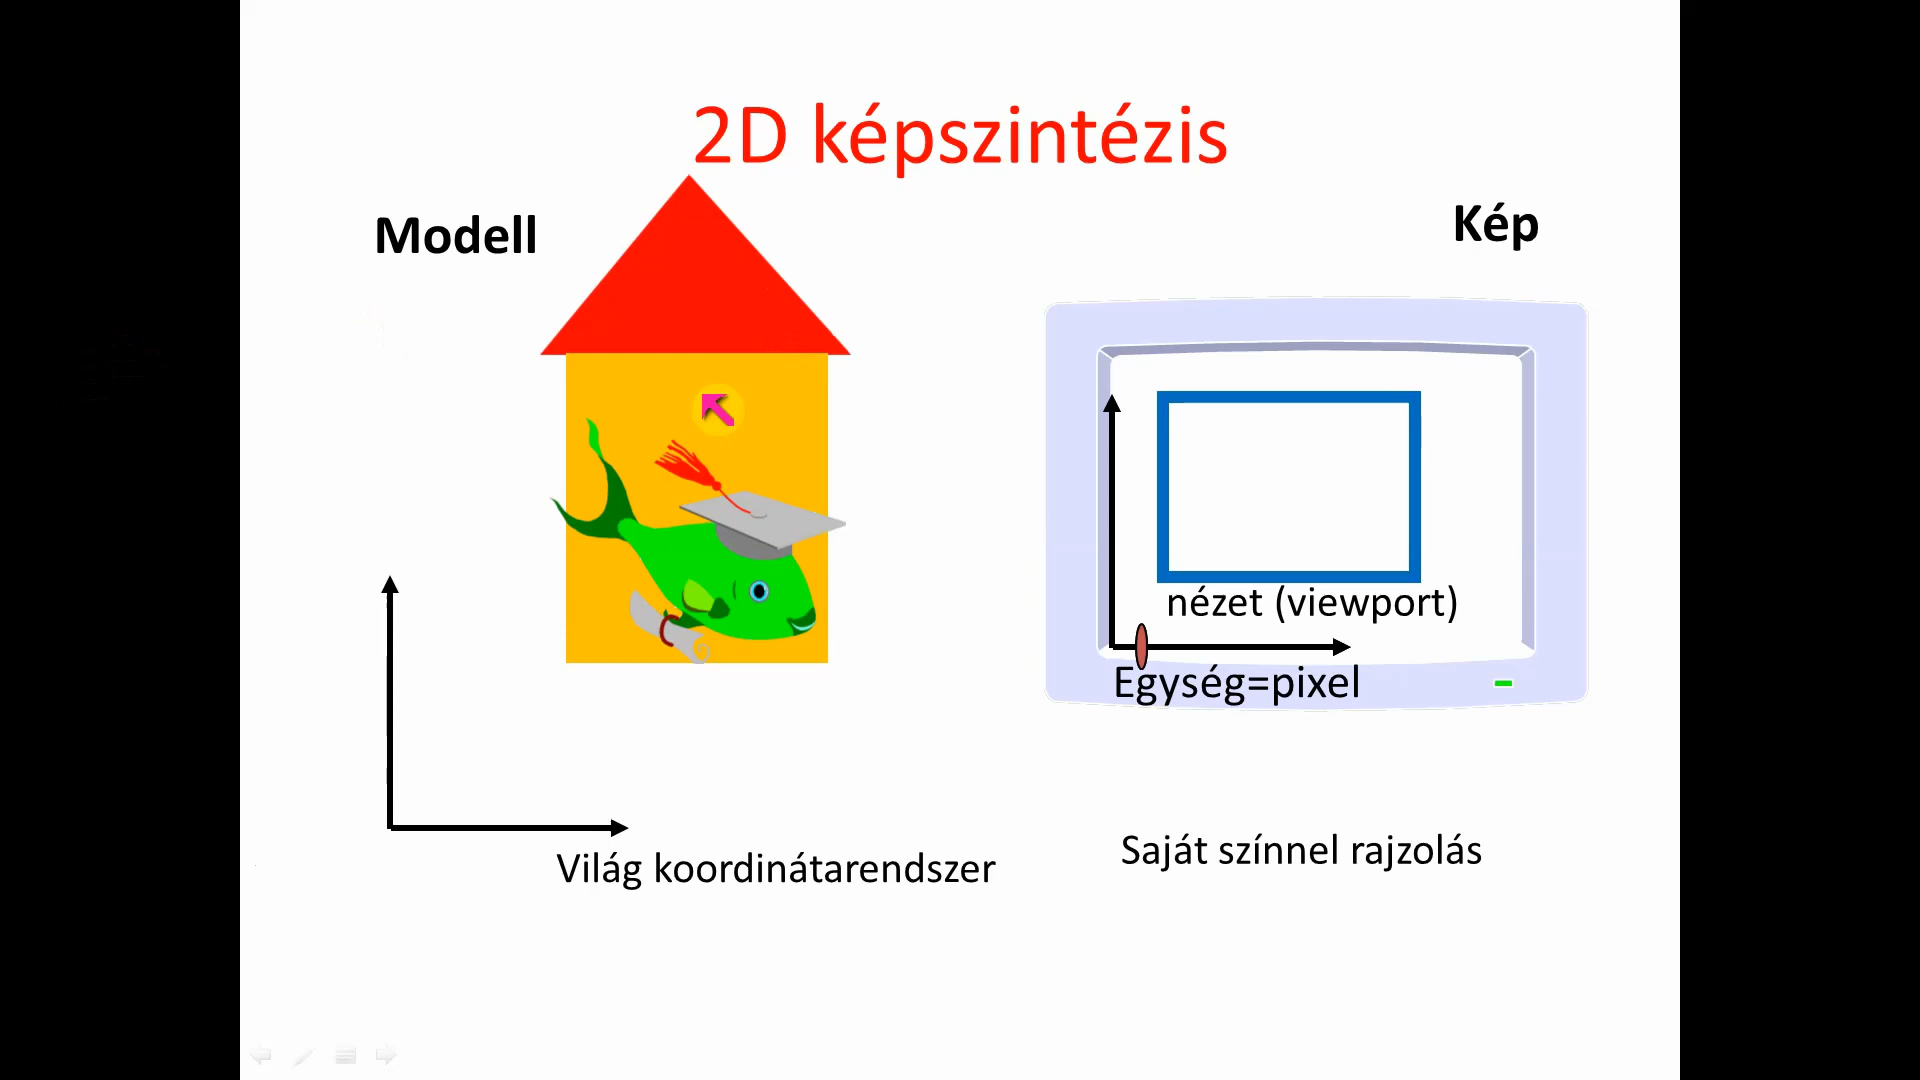 2D képszintézis
Modell
Kép
nézet (viewport)
Egység=pixel
Világ koordinátarendszer
Saját színnel rajzolás